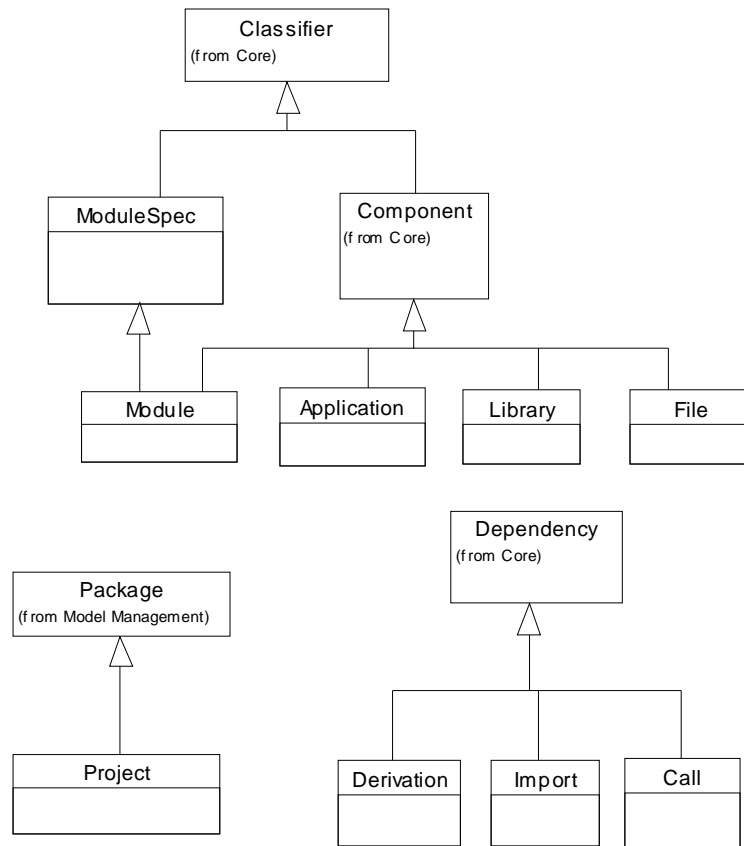 Classifier
(from Core)
ModuleSpec
Component
(from Core)
Module
Application
Library
File
Dependency
(from Core)
Package
(from Model Management)
Project
Derivation
Import
Call